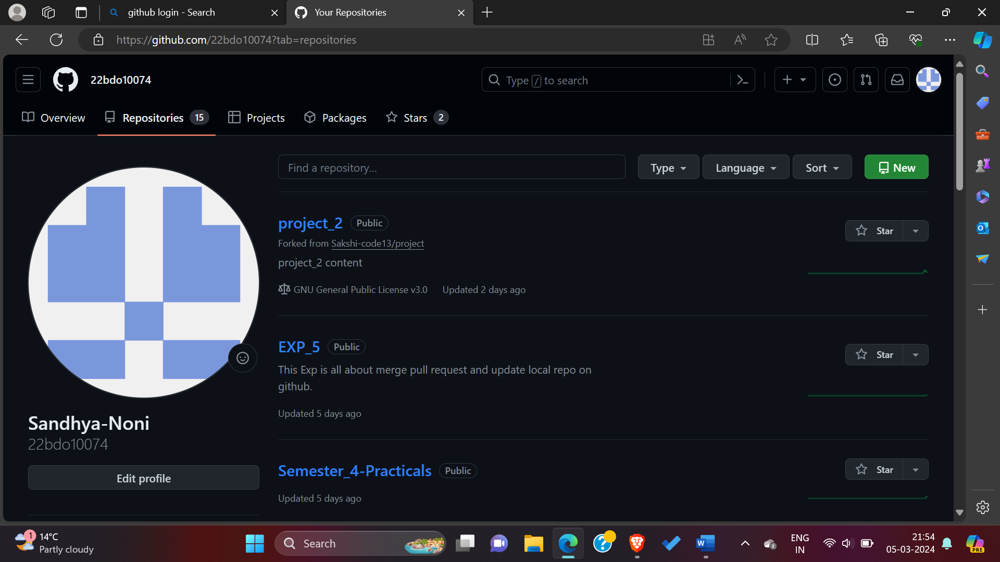 github login - Search
Your Repositories
https://github.com/22bdo10074?tab=repositories
22bdo10074
Type / to search
Overview
Repositories 15
Projects
Packages
Stars 2
Find a repository...
Type
Language
Sort
New
project_2 Public
Star
Forked from Sakshi-code13/project
project_2 content
GNU General Public License v3.0 Updated 2 days ago
EXP_5 Public
Star
This Exp is all about merge pull request and update local repo on
github.
Updated 5 days ago
Semester_4-Practicals Public
Star
Updated 5 days ago
Sandhya-Noni
22bdo10074
Edit profile
1
14°C
Partly cloudy
Search
ENG
IN
21:54
05-03-2024
PRE